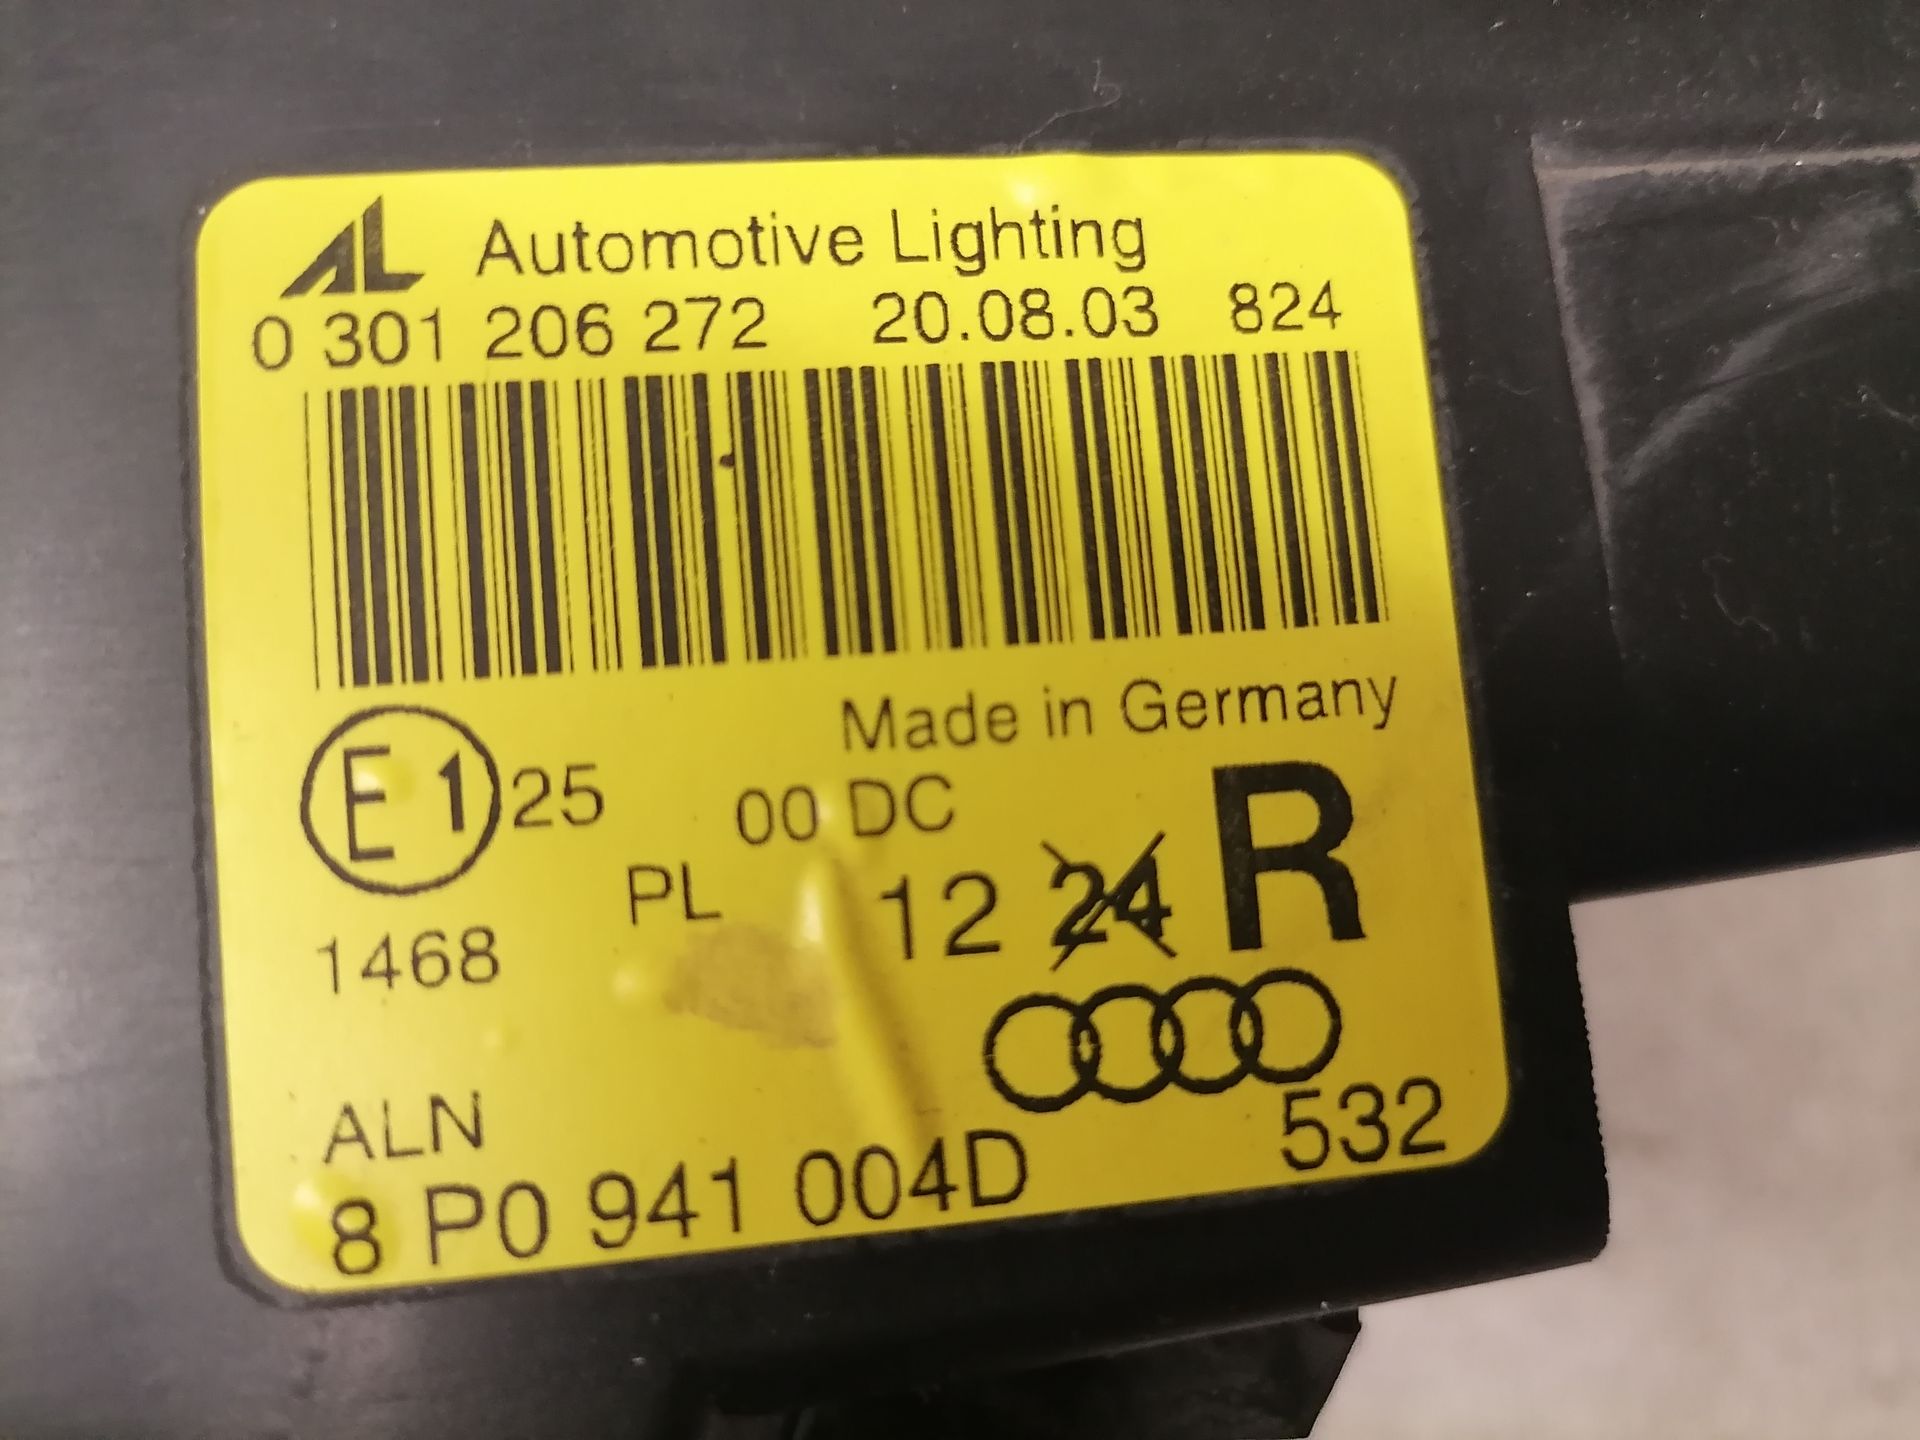 AL Automotive Lighting
0 301 206 272 20.08.03 824
Made in Germany
E1 25 00 DC R
PL 12 24
1468
ALN 532
8 P0 941 004D